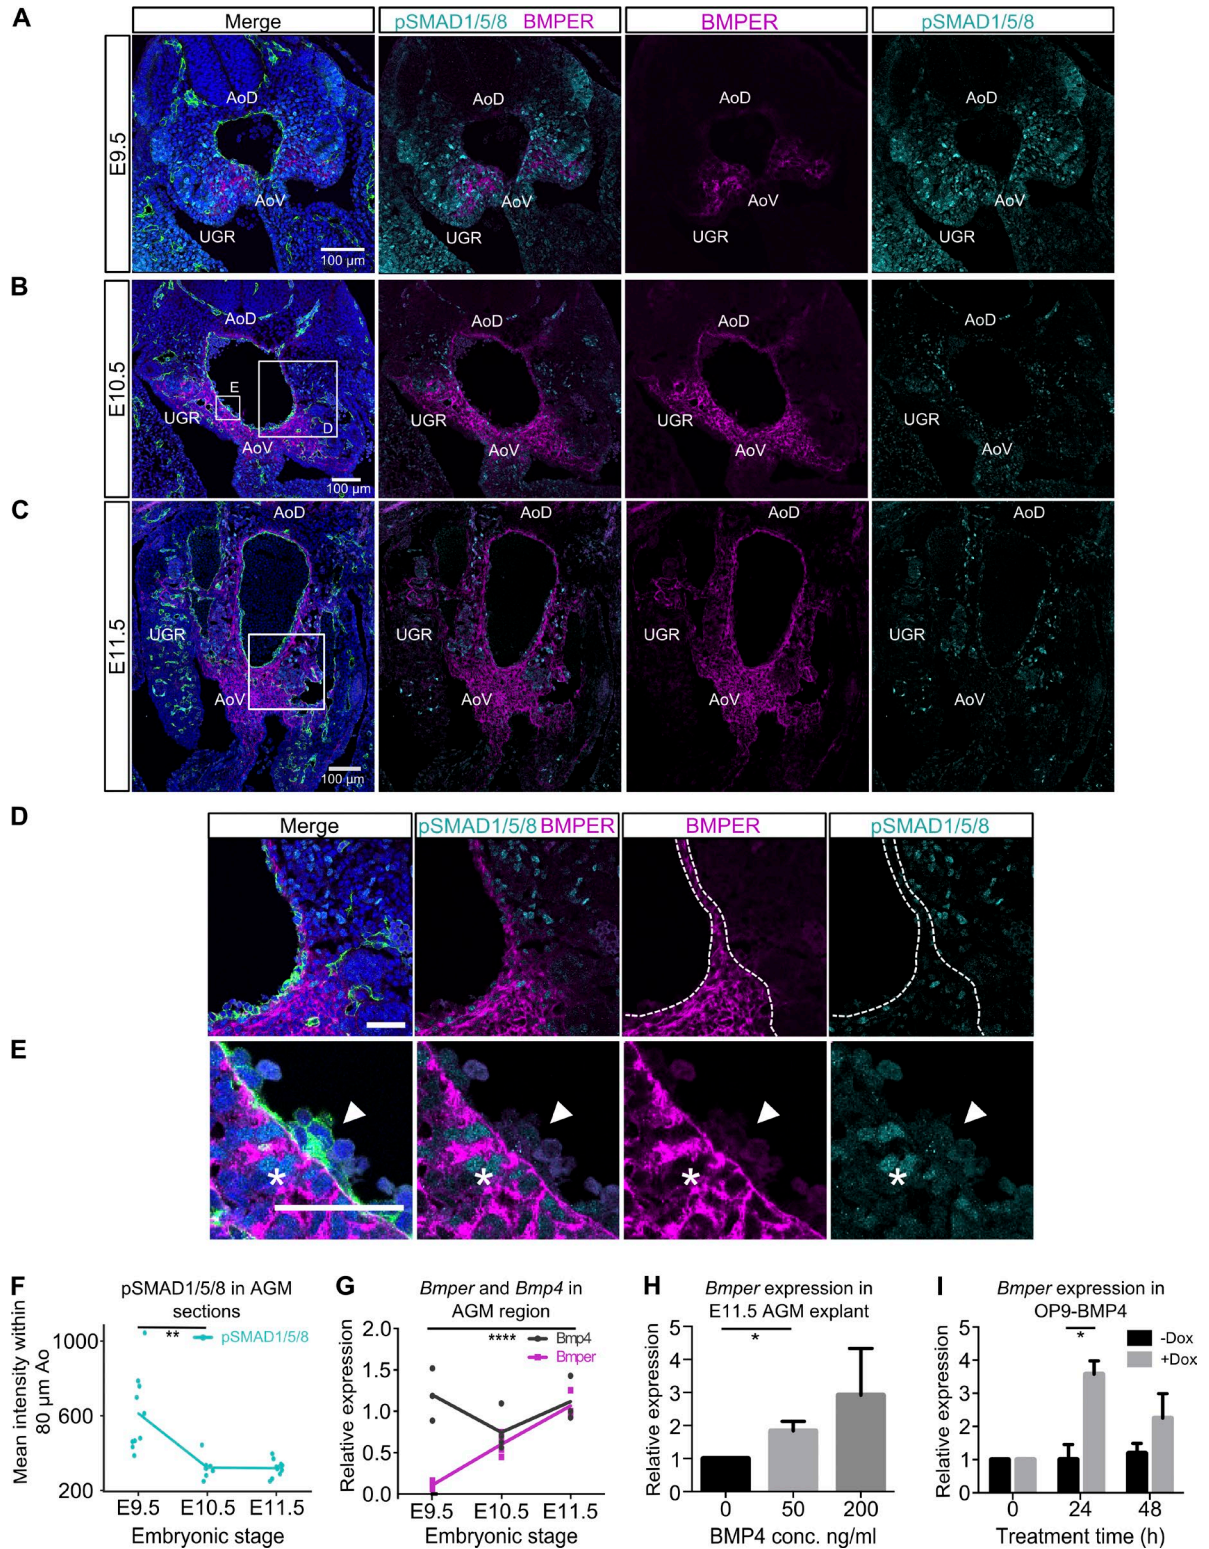 A
Merge
pSMAD1/5/8 BMPER
BMPER
pSMAD1/5/8
E9.5
AoD
AoV
UGR
100 µm
AoD
AoV
UGR
AoD
AoV
UGR
AoD
AoV
UGR
B
E10.5
AoD
E
D
UGR
AoV
100 µm
AoD
UGR
AoV
AoD
UGR
AoV
AoD
UGR
AoV
C
E11.5
AoD
UGR
AoV
100 µm
AoD
UGR
AoV
AoD
UGR
AoV
AoD
UGR
AoV
D
Merge
pSMAD1/5/8 BMPER
BMPER
pSMAD1/5/8
E
*
*
*
*
F
pSMAD1/5/8 in AGM
sections
Mean intensity within
80 µm Ao
1000
600
200
**
pSMAD1/5/8
E9.5 E10.5 E11.5
Embryonic stage
G
Bmper and Bmp4 in
AGM region
Relative expression
2.0
1.5
1.0
0.5
0.0
****
Bmp4
Bmper
E9.5 E10.5 E11.5
Embryonic stage
H
Bmper expression in
E11.5 AGM explant
Relative expression
5
4
3
2
1
0
*
0 50 200
BMP4 conc. ng/ml
I
Bmper expression in
OP9-BMP4
Relative expression
5
4
3
2
1
0
*
-Dox
+Dox
0 24 48
Treatment time (h)